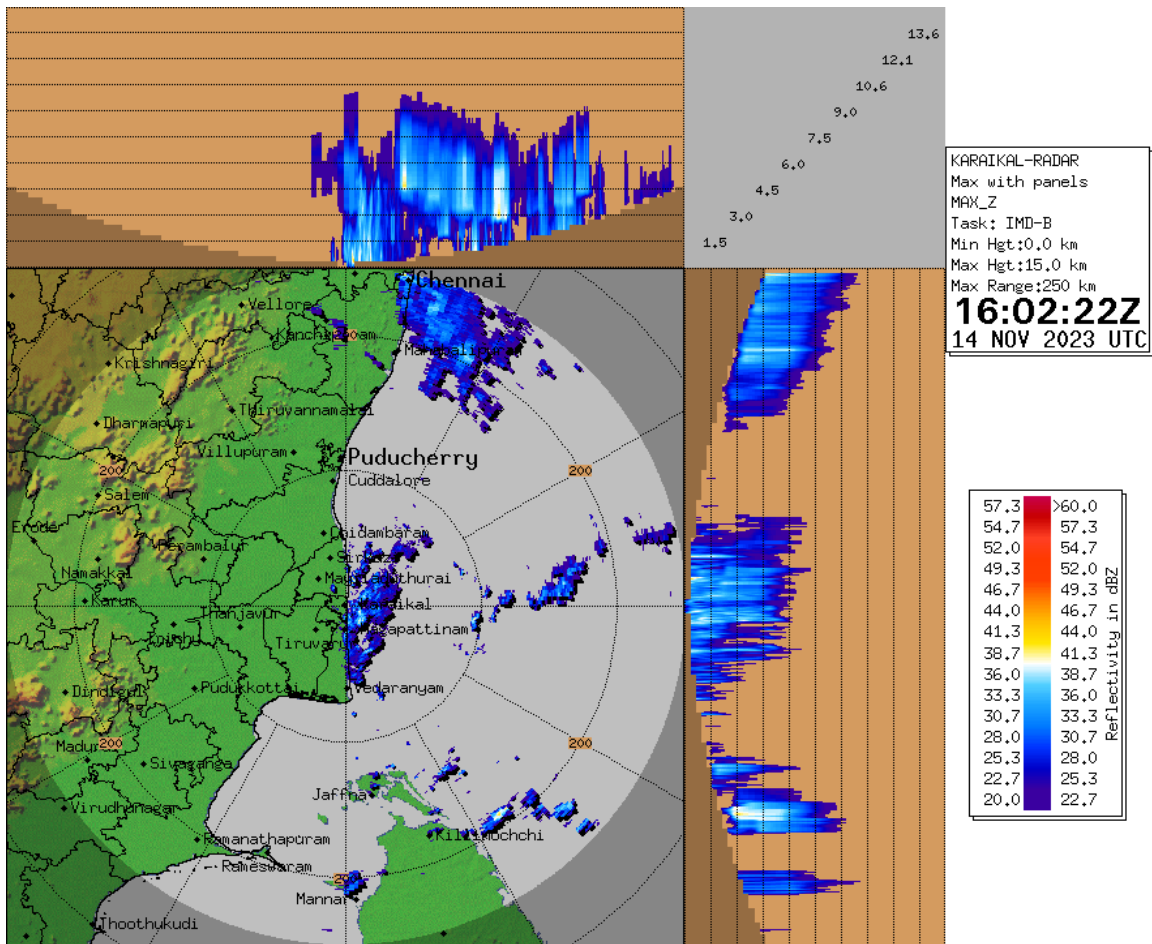 13.6
12.1
10.6
9.0
7.5
6.0
4.5
3.0
1.5
KARAIKAL-RADAR
Max with panels
MAX_Z
Task: IMD-B
Min Hgt:0.0 km
Max Hgt:15.0 km
Max Range:250 km
16:02:22Z
14 NOV 2023 UTC
Chennai
Vellore
Mahabalipuram
Krishnagiri
Thiruvannamalai
Dharmapuri
Villupuram
Puducherry
200
200
Cuddalore
Salem
Erode
Chidambaram
Perambalur
Namakkal
Mayiladuthurai
Karur
Karaikal
Thanjavur
Tiruvarur
Nagapattinam
Dindigul
Pudukkottai
Vedaranyam
200
200
Madurai
Sivaganga
Jaffna
Virudhunagar
Ramanathapuram
Killinochchi
Rameswaram
Mannar
Thoothukudi
57.3 >60.0
54.7 57.3
52.0 54.7
49.3 52.0
46.7 49.3
44.0 46.7
41.3 44.0
38.7 41.3
36.0 38.7
33.3 36.0
30.7 33.3
28.0 30.7
25.3 28.0
22.7 25.3
20.0 22.7
Reflectivity in dBZ